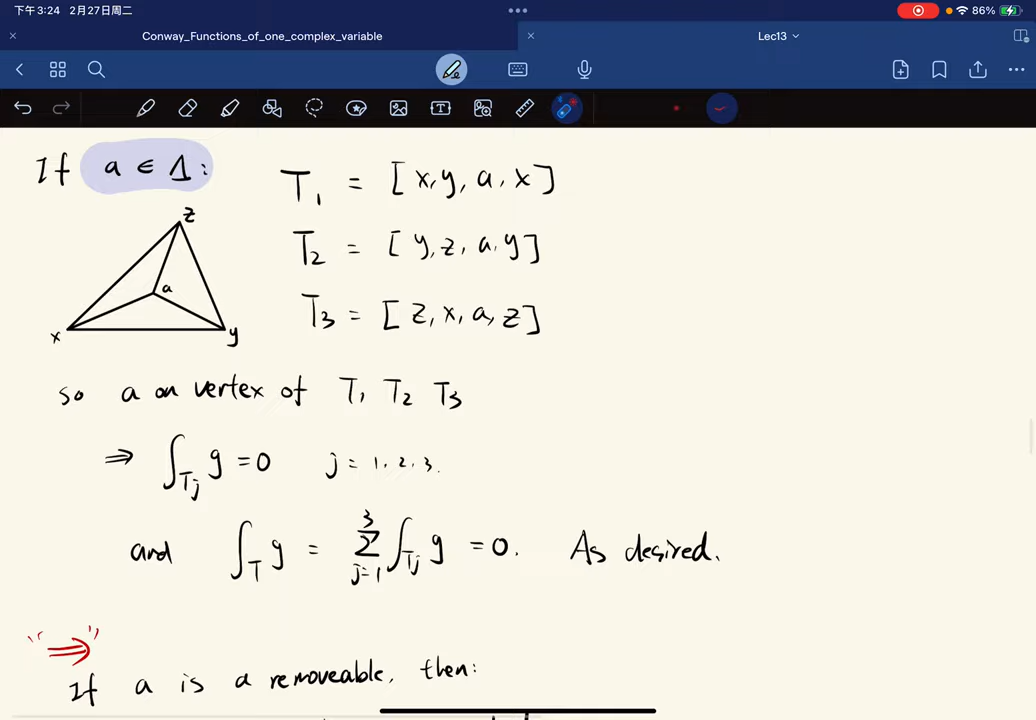 下午3:24 2月27日周二
86%
Conway_Functions_of_one_complex_variable
Lec13
If a ∈ Δ:
T₁ = [x, y, a, x]
T₂ = [y, z, a, y]
T₃ = [z, x, a, z]
z
a
x
y
so a on vertex of T₁ T₂ T₃
⇒ ∫_{Tj} g = 0 j = 1, 2, 3.
and ∫_T g = Σ_{j=1}^{3} ∫_{Tj} g = 0. As desired.
"⇒"
If a is a removeable, then: